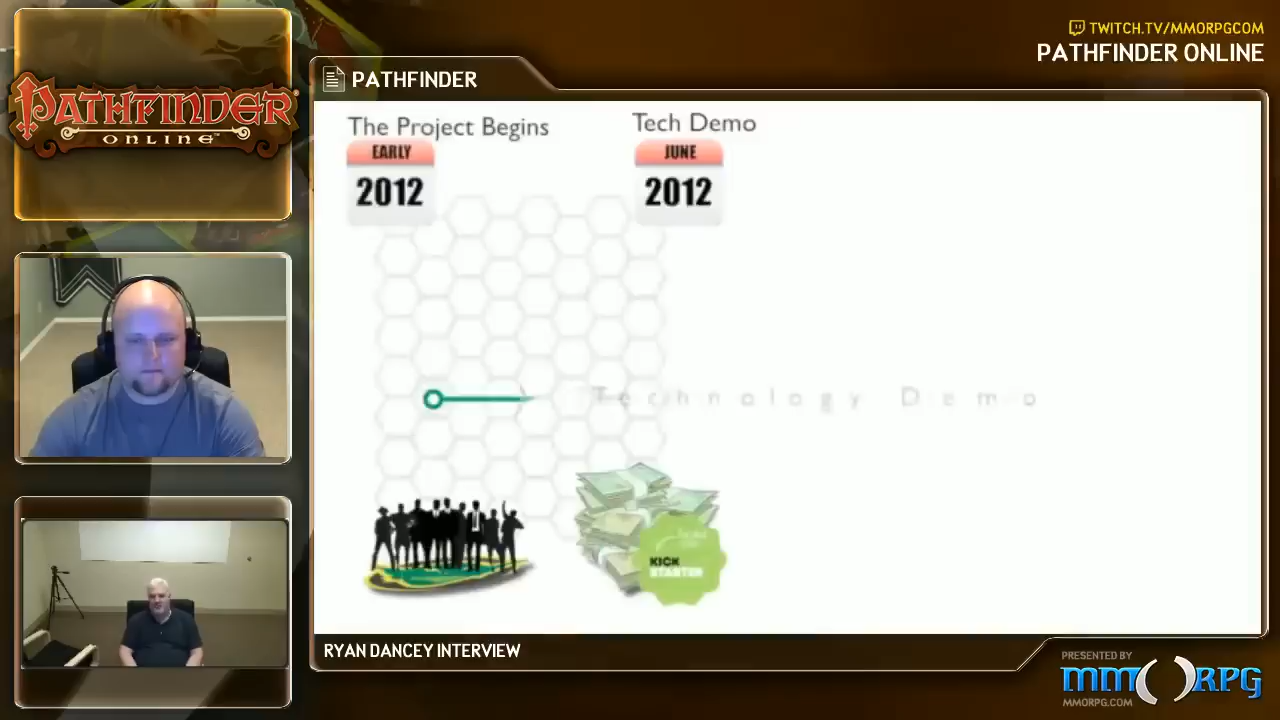 TWITCH.TV/MMORPGCOM
PATHFINDER ONLINE
PATHFINDER
ONLINE
PATHFINDER
The Project Begins
EARLY
2012
Tech Demo
JUNE
2012
Technology Demo
KICK
STARTER
RYAN DANCEY INTERVIEW
PRESENTED BY
MMORPG
MMORPG.COM